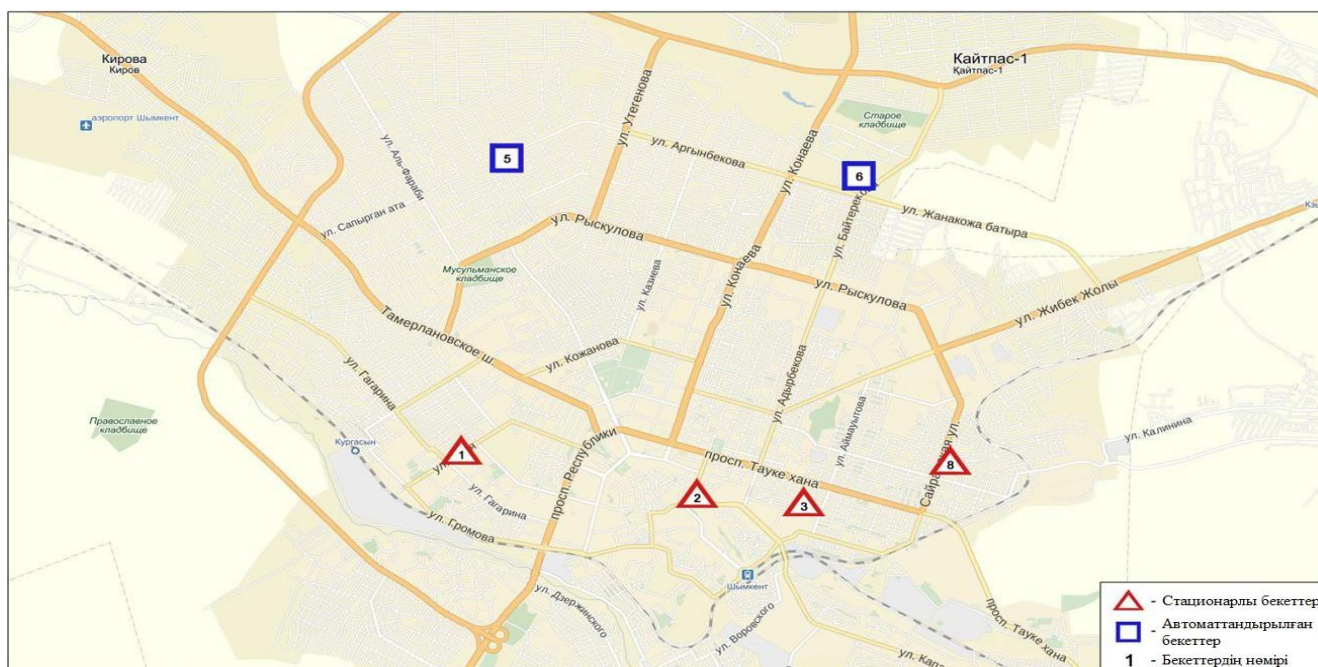 Кирова
Киров
Кайтпас-1
Қайтпас-1
аэропорт Шымкент
Старое
кладбище
ул. Утегенова
ул. Аль-Фараби
5
ул. Аргынбекова
ул. Конаева
6
ул. Байтерекова
ул. Жанакожа батыра
ул. Сапырган ата
ул. Рыскулова
Мусульманское
кладбище
ул. Казиева
ул. Конаева
ул. Рыскулова
ул. Жибек Жолы
Тамерлановское ш.
ул. Кожанова
ул. Гагарина
ул. Адырбекова
ул. Аймауытова
Православное
кладбище
Кургасын
1
просп. Республики
просп. Тауке хана
8
Сайрамская ул.
ул. Калинина
ул. Гагарина
2
3
ул. Громова
Шымкент
ул. Дзержинского
ул. Воровского
просп. Тауке хана
- Стационарлы бекеттер
- Автоматтандырылған
бекеттер
1 - Бекеттердің нөмірі